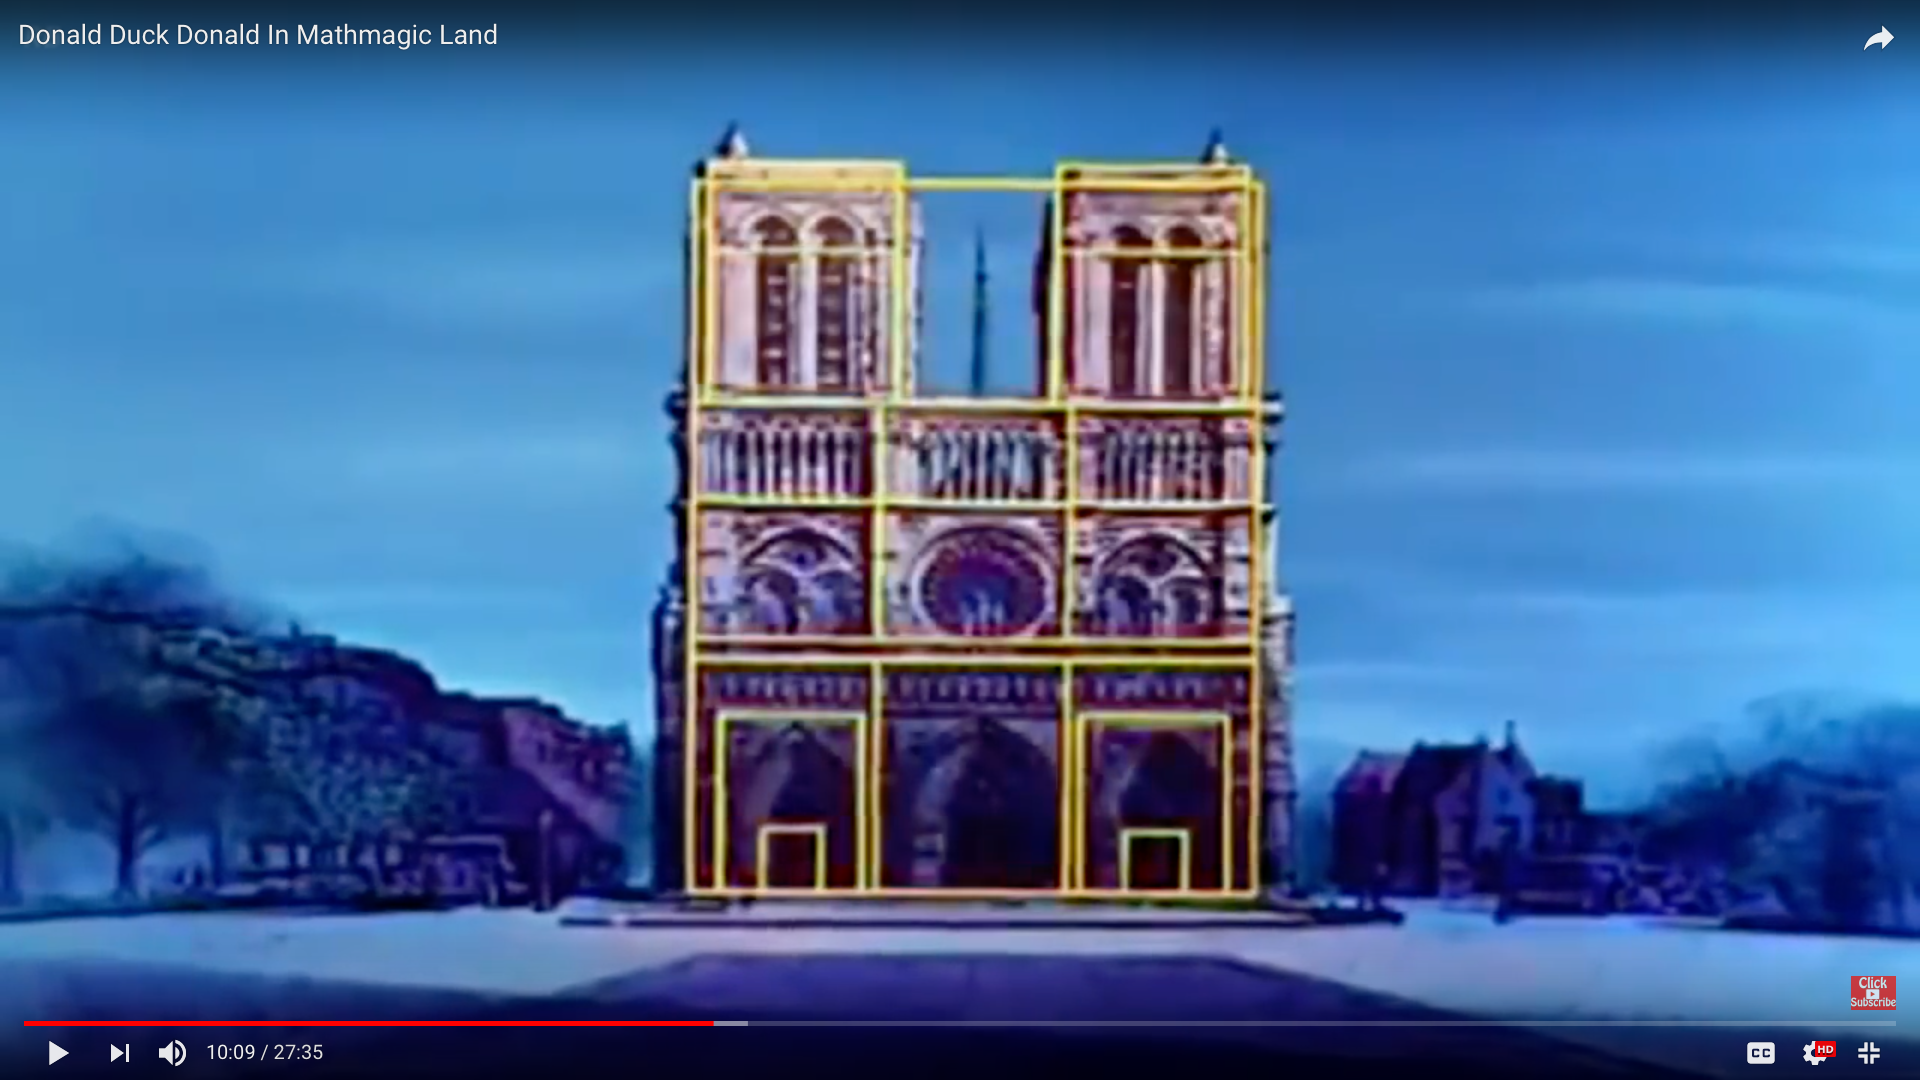 Donald Duck Donald In Mathmagic Land
Click
Subscribe
10:09 / 27:35
CC
HD